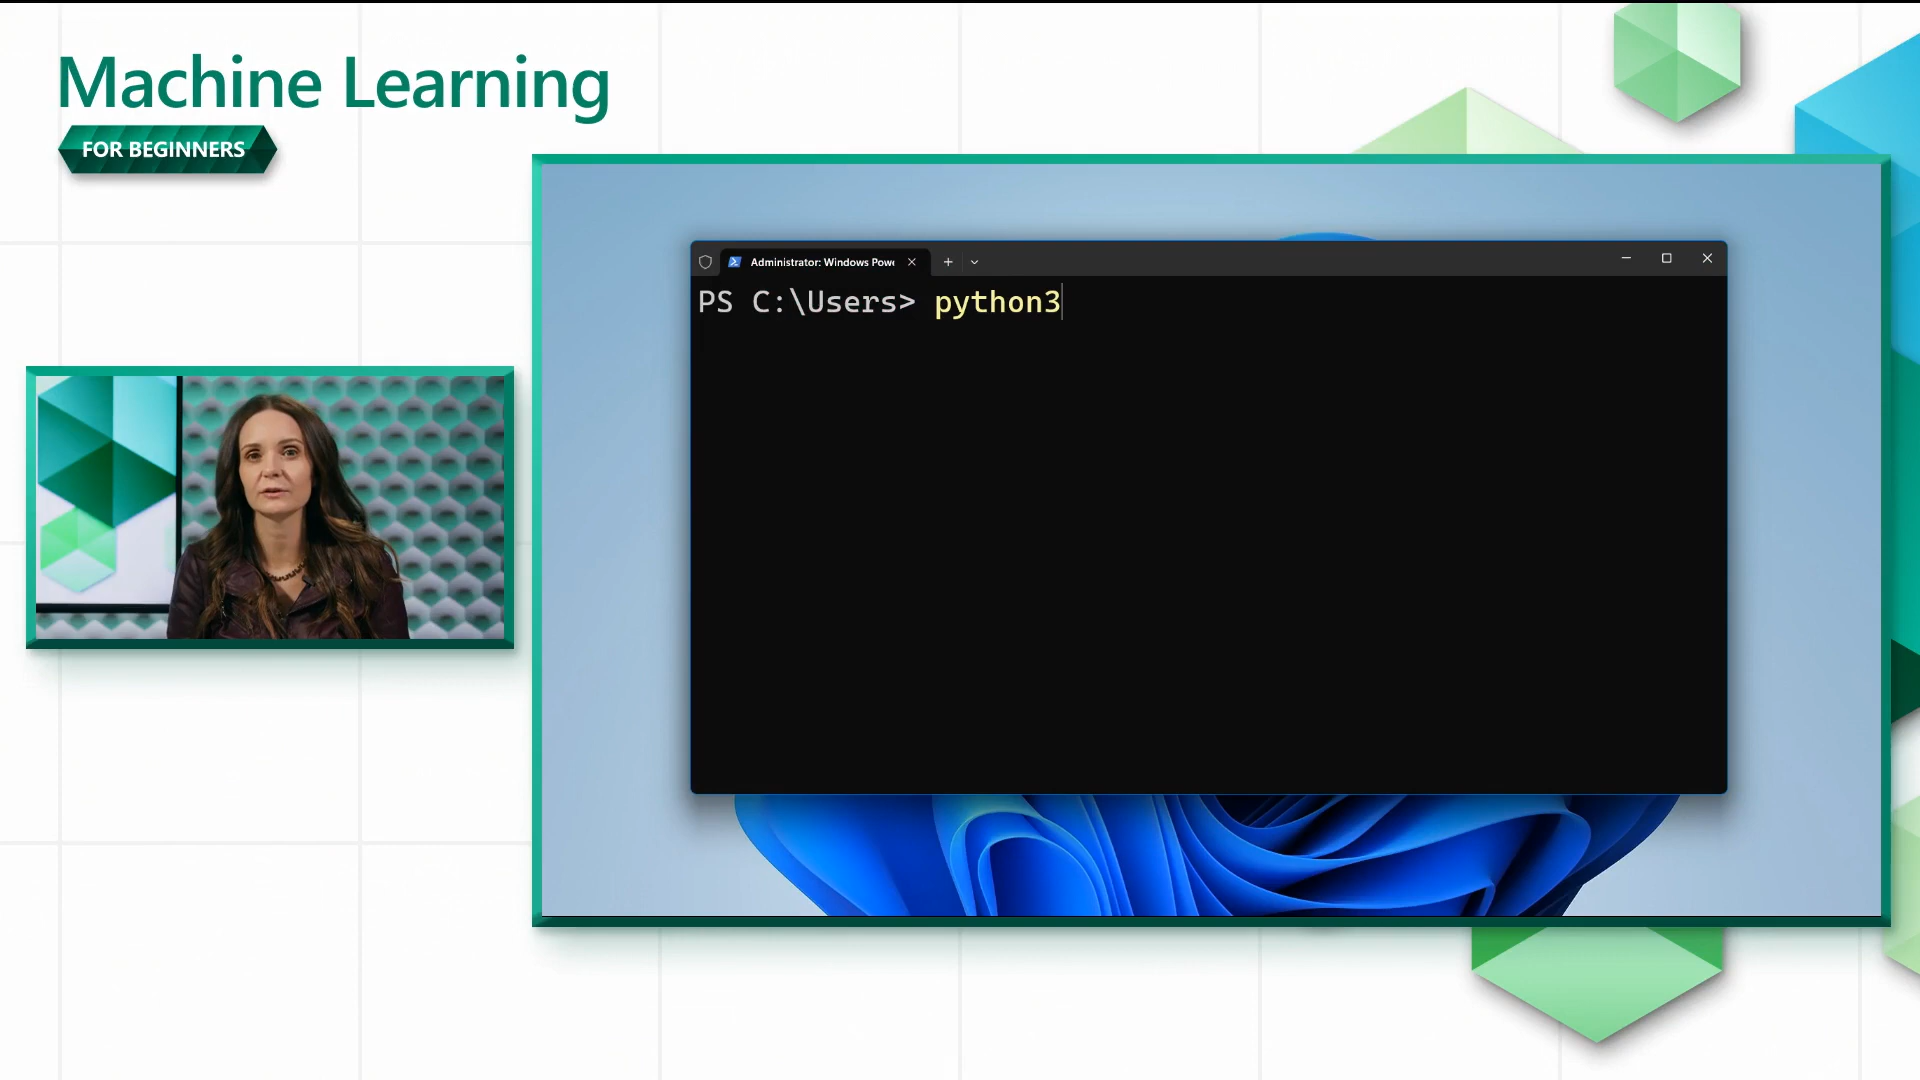 Machine Learning
FOR BEGINNERS
Administrator: Windows Powe
PS C:\Users> python3